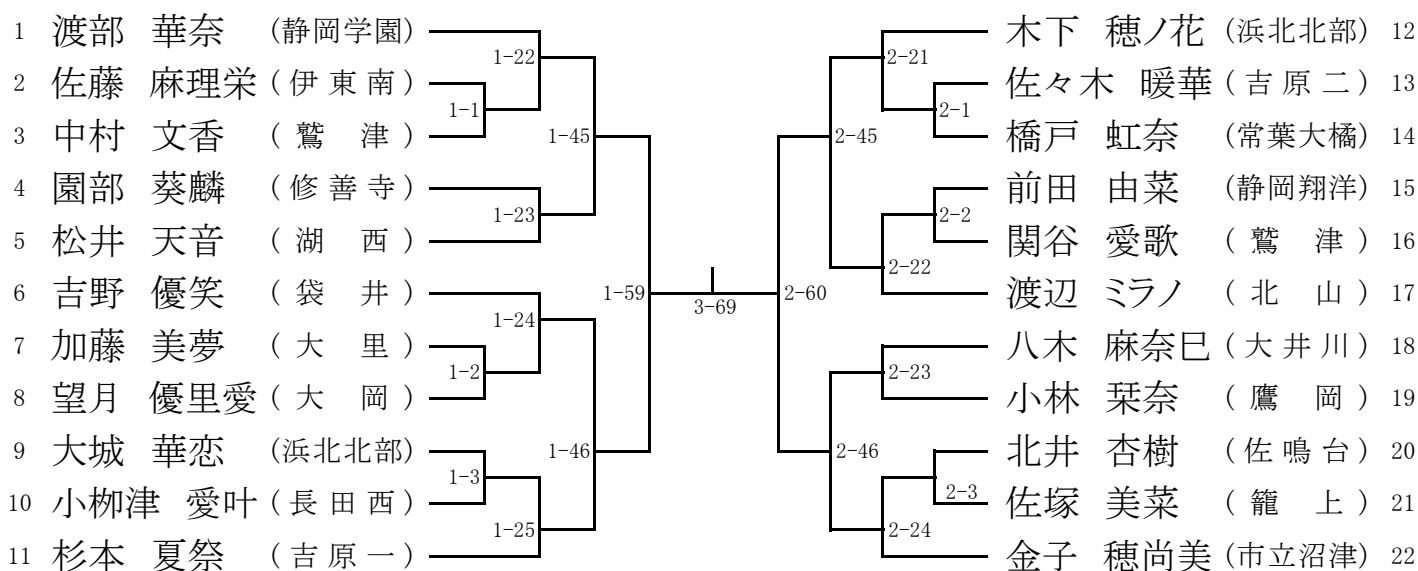 1 渡部 華奈 (静岡学園)
2 佐藤 麻理栄 (伊東南)
3 中村 文香 (鷲津)
4 園部 葵麟 (修善寺)
5 松井 天音 (湖西)
6 吉野 優笑 (袋井)
7 加藤 美夢 (大里)
8 望月 優里愛 (大岡)
9 大城 華恋 (浜北北部)
10 小栁津 愛叶 (長田西)
11 杉本 夏祭 (吉原一)
1-22
1-1
1-45
1-23
1-59
1-24
1-2
1-46
1-3
1-25
3-69
2-21
2-1
2-45
2-2
2-22
2-60
2-23
2-46
2-3
2-24
木下 穂ノ花 (浜北北部) 12
佐々木 暖華 (吉原二) 13
橋戸 虹奈 (常葉大橘) 14
前田 由菜 (静岡翔洋) 15
関谷 愛歌 (鷲津) 16
渡辺 ミラノ (北山) 17
八木 麻奈巳 (大井川) 18
小林 栞奈 (鷹岡) 19
北井 杏樹 (佐鳴台) 20
佐塚 美菜 (籠上) 21
金子 穂尚美 (市立沼津) 22